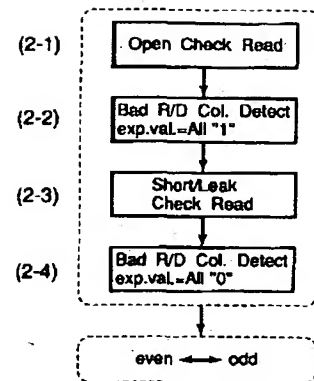 (2-1) Open Check Read
(2-2) Bad R/D Col. Detect
exp.val.=All "1"
(2-3) Short/Leak
Check Read
(2-4) Bad R/D Col. Detect
exp.val.=All "0"
even ⟷ odd